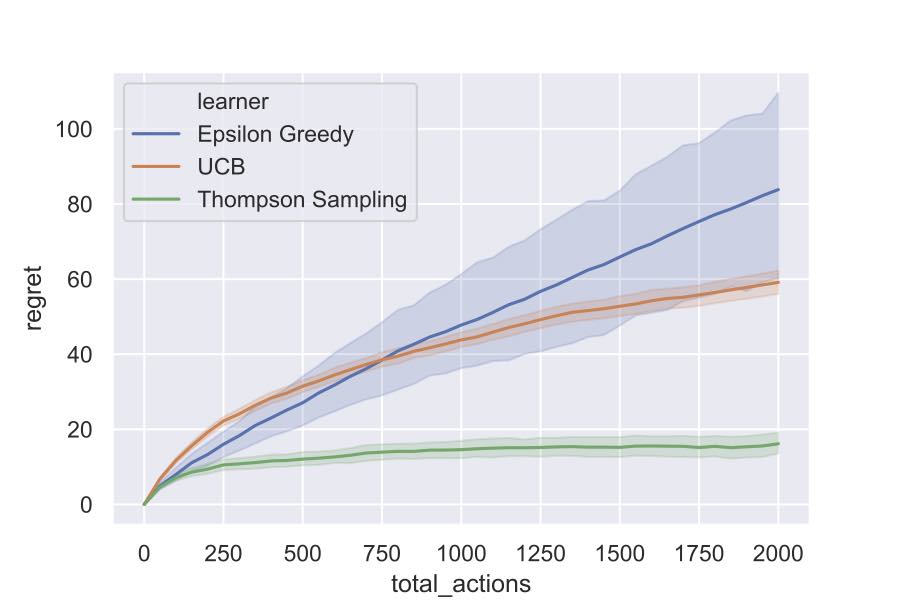 learner
Epsilon Greedy
UCB
Thompson Sampling
100
80
60
40
20
0
regret
0 250 500 750 1000 1250 1500 1750 2000
total_actions